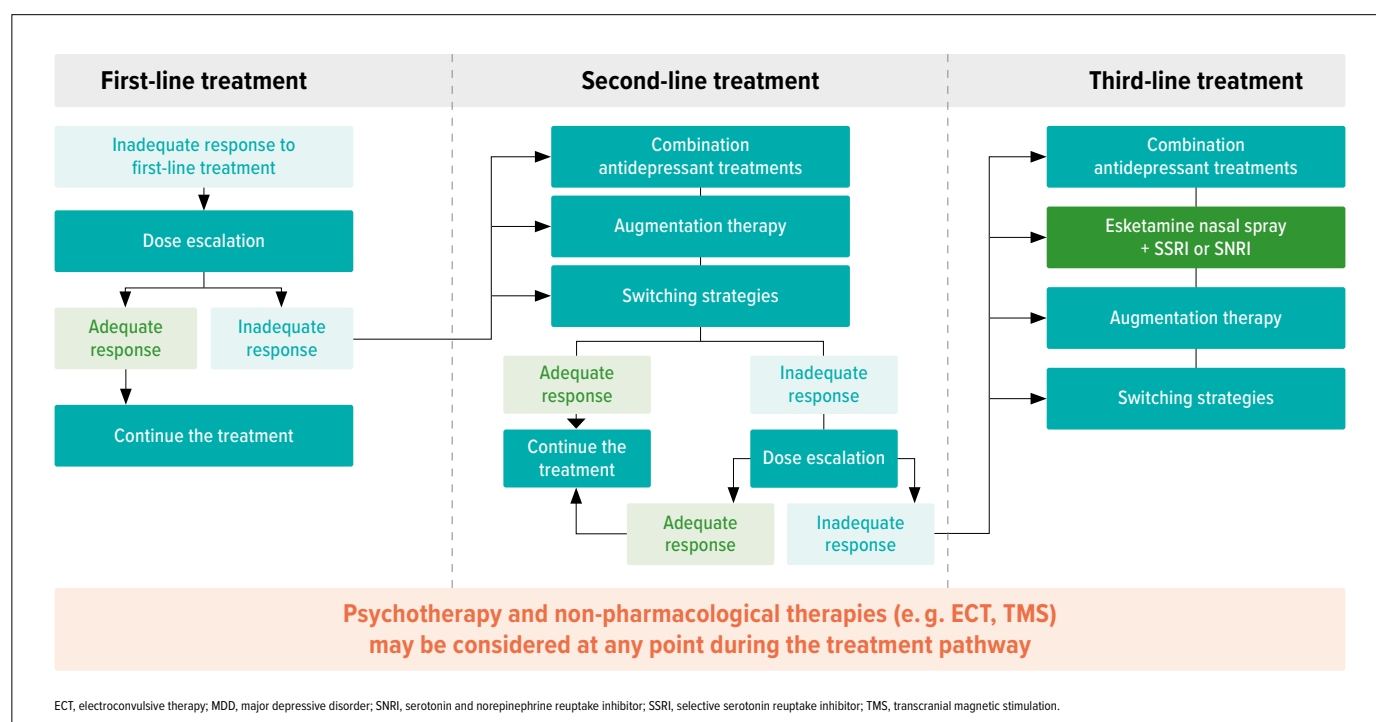 First-line treatment
Second-line treatment
Third-line treatment
Inadequate response to
first-line treatment
Dose escalation
Adequate
response
Inadequate
response
Continue the treatment
Combination
antidepressant treatments
Augmentation therapy
Switching strategies
Adequate
response
Inadequate
response
Continue the
treatment
Dose escalation
Adequate
response
Inadequate
response
Combination
antidepressant treatments
Esketamine nasal spray
+ SSRI or SNRI
Augmentation therapy
Switching strategies
Psychotherapy and non-pharmacological therapies (e. g. ECT, TMS)
may be considered at any point during the treatment pathway
ECT, electroconvulsive therapy; MDD, major depressive disorder; SNRI, serotonin and norepinephrine reuptake inhibitor; SSRI, selective serotonin reuptake inhibitor; TMS, transcranial magnetic stimulation.